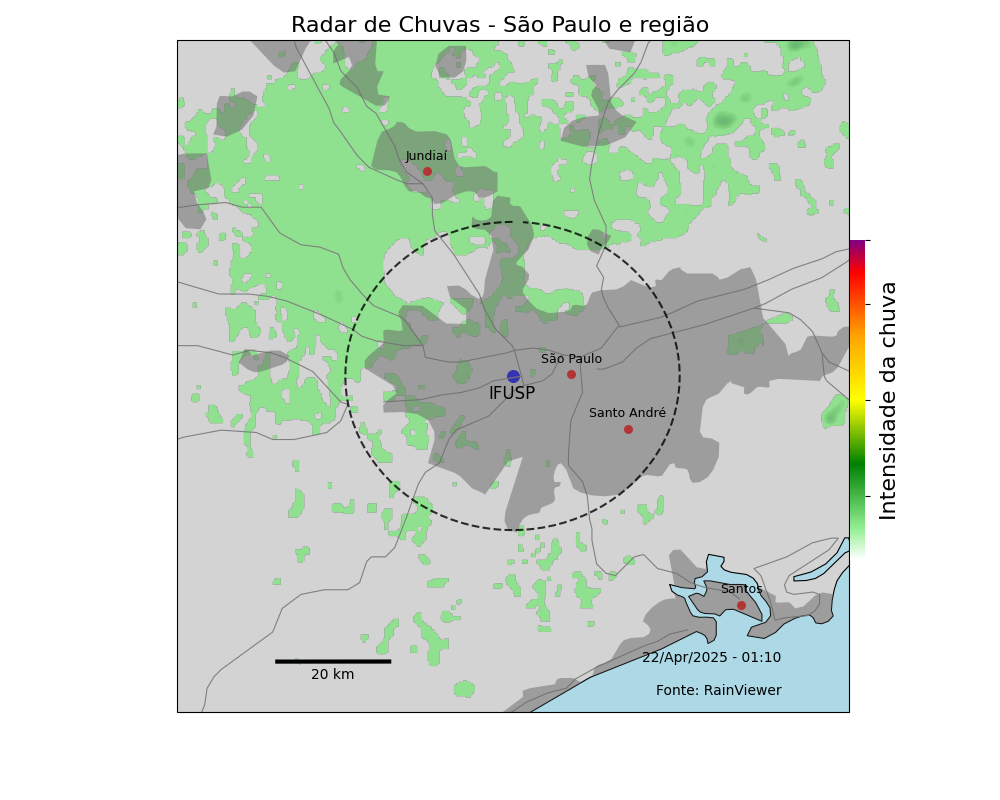 Radar de Chuvas - São Paulo e região
Jundiaí
São Paulo
IFUSP
Santo André
Santos
20 km
22/Apr/2025 - 01:10
Fonte: RainViewer
Intensidade da chuva